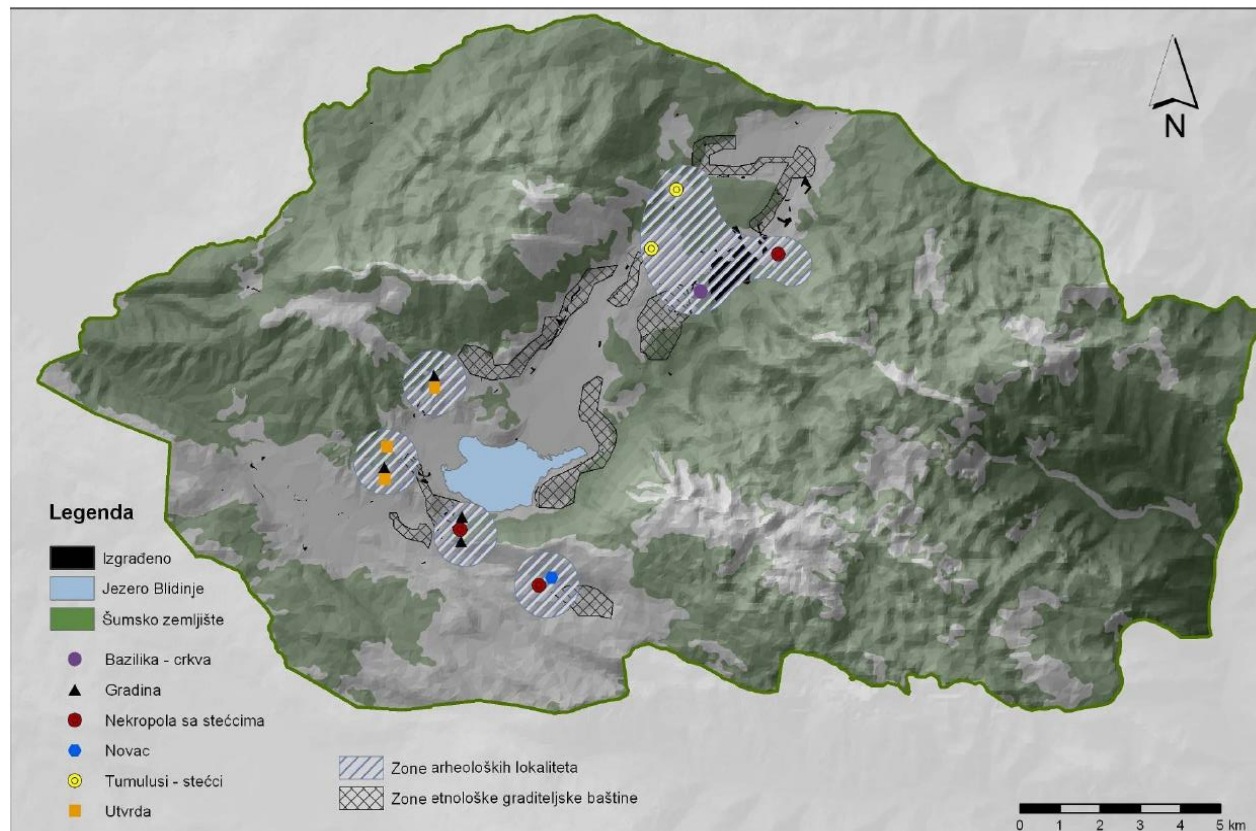 N
Legenda
Izgrađeno
Jezero Blidinje
Šumsko zemljište
Bazilika - crkva
Gradina
Nekropola sa stećcima
Novac
Tumulusi - stećci
Utvrda
Zone arheoloških lokaliteta
Zone etnološke graditeljske baštine
0 1 2 3 4 5 km